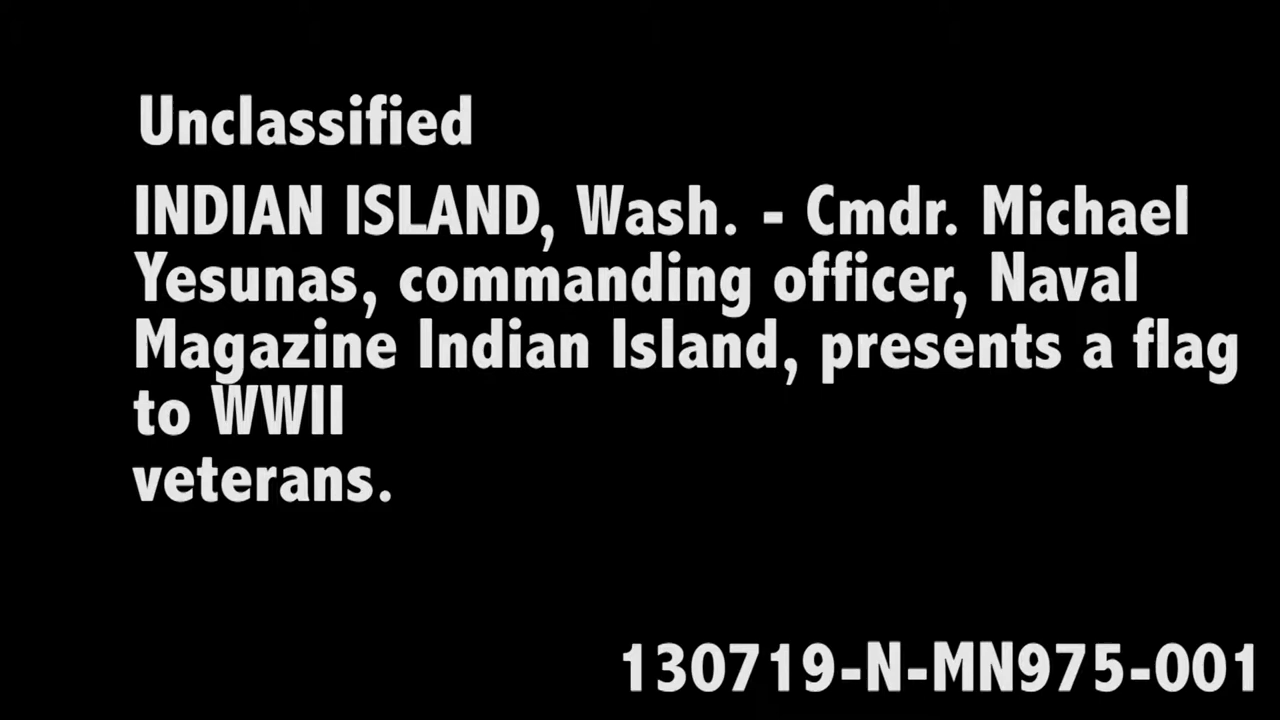 Unclassified
INDIAN ISLAND, Wash. - Cmdr. Michael
Yesunas, commanding officer, Naval
Magazine Indian Island, presents a flag
to WWII
veterans.
130719-N-MN975-001